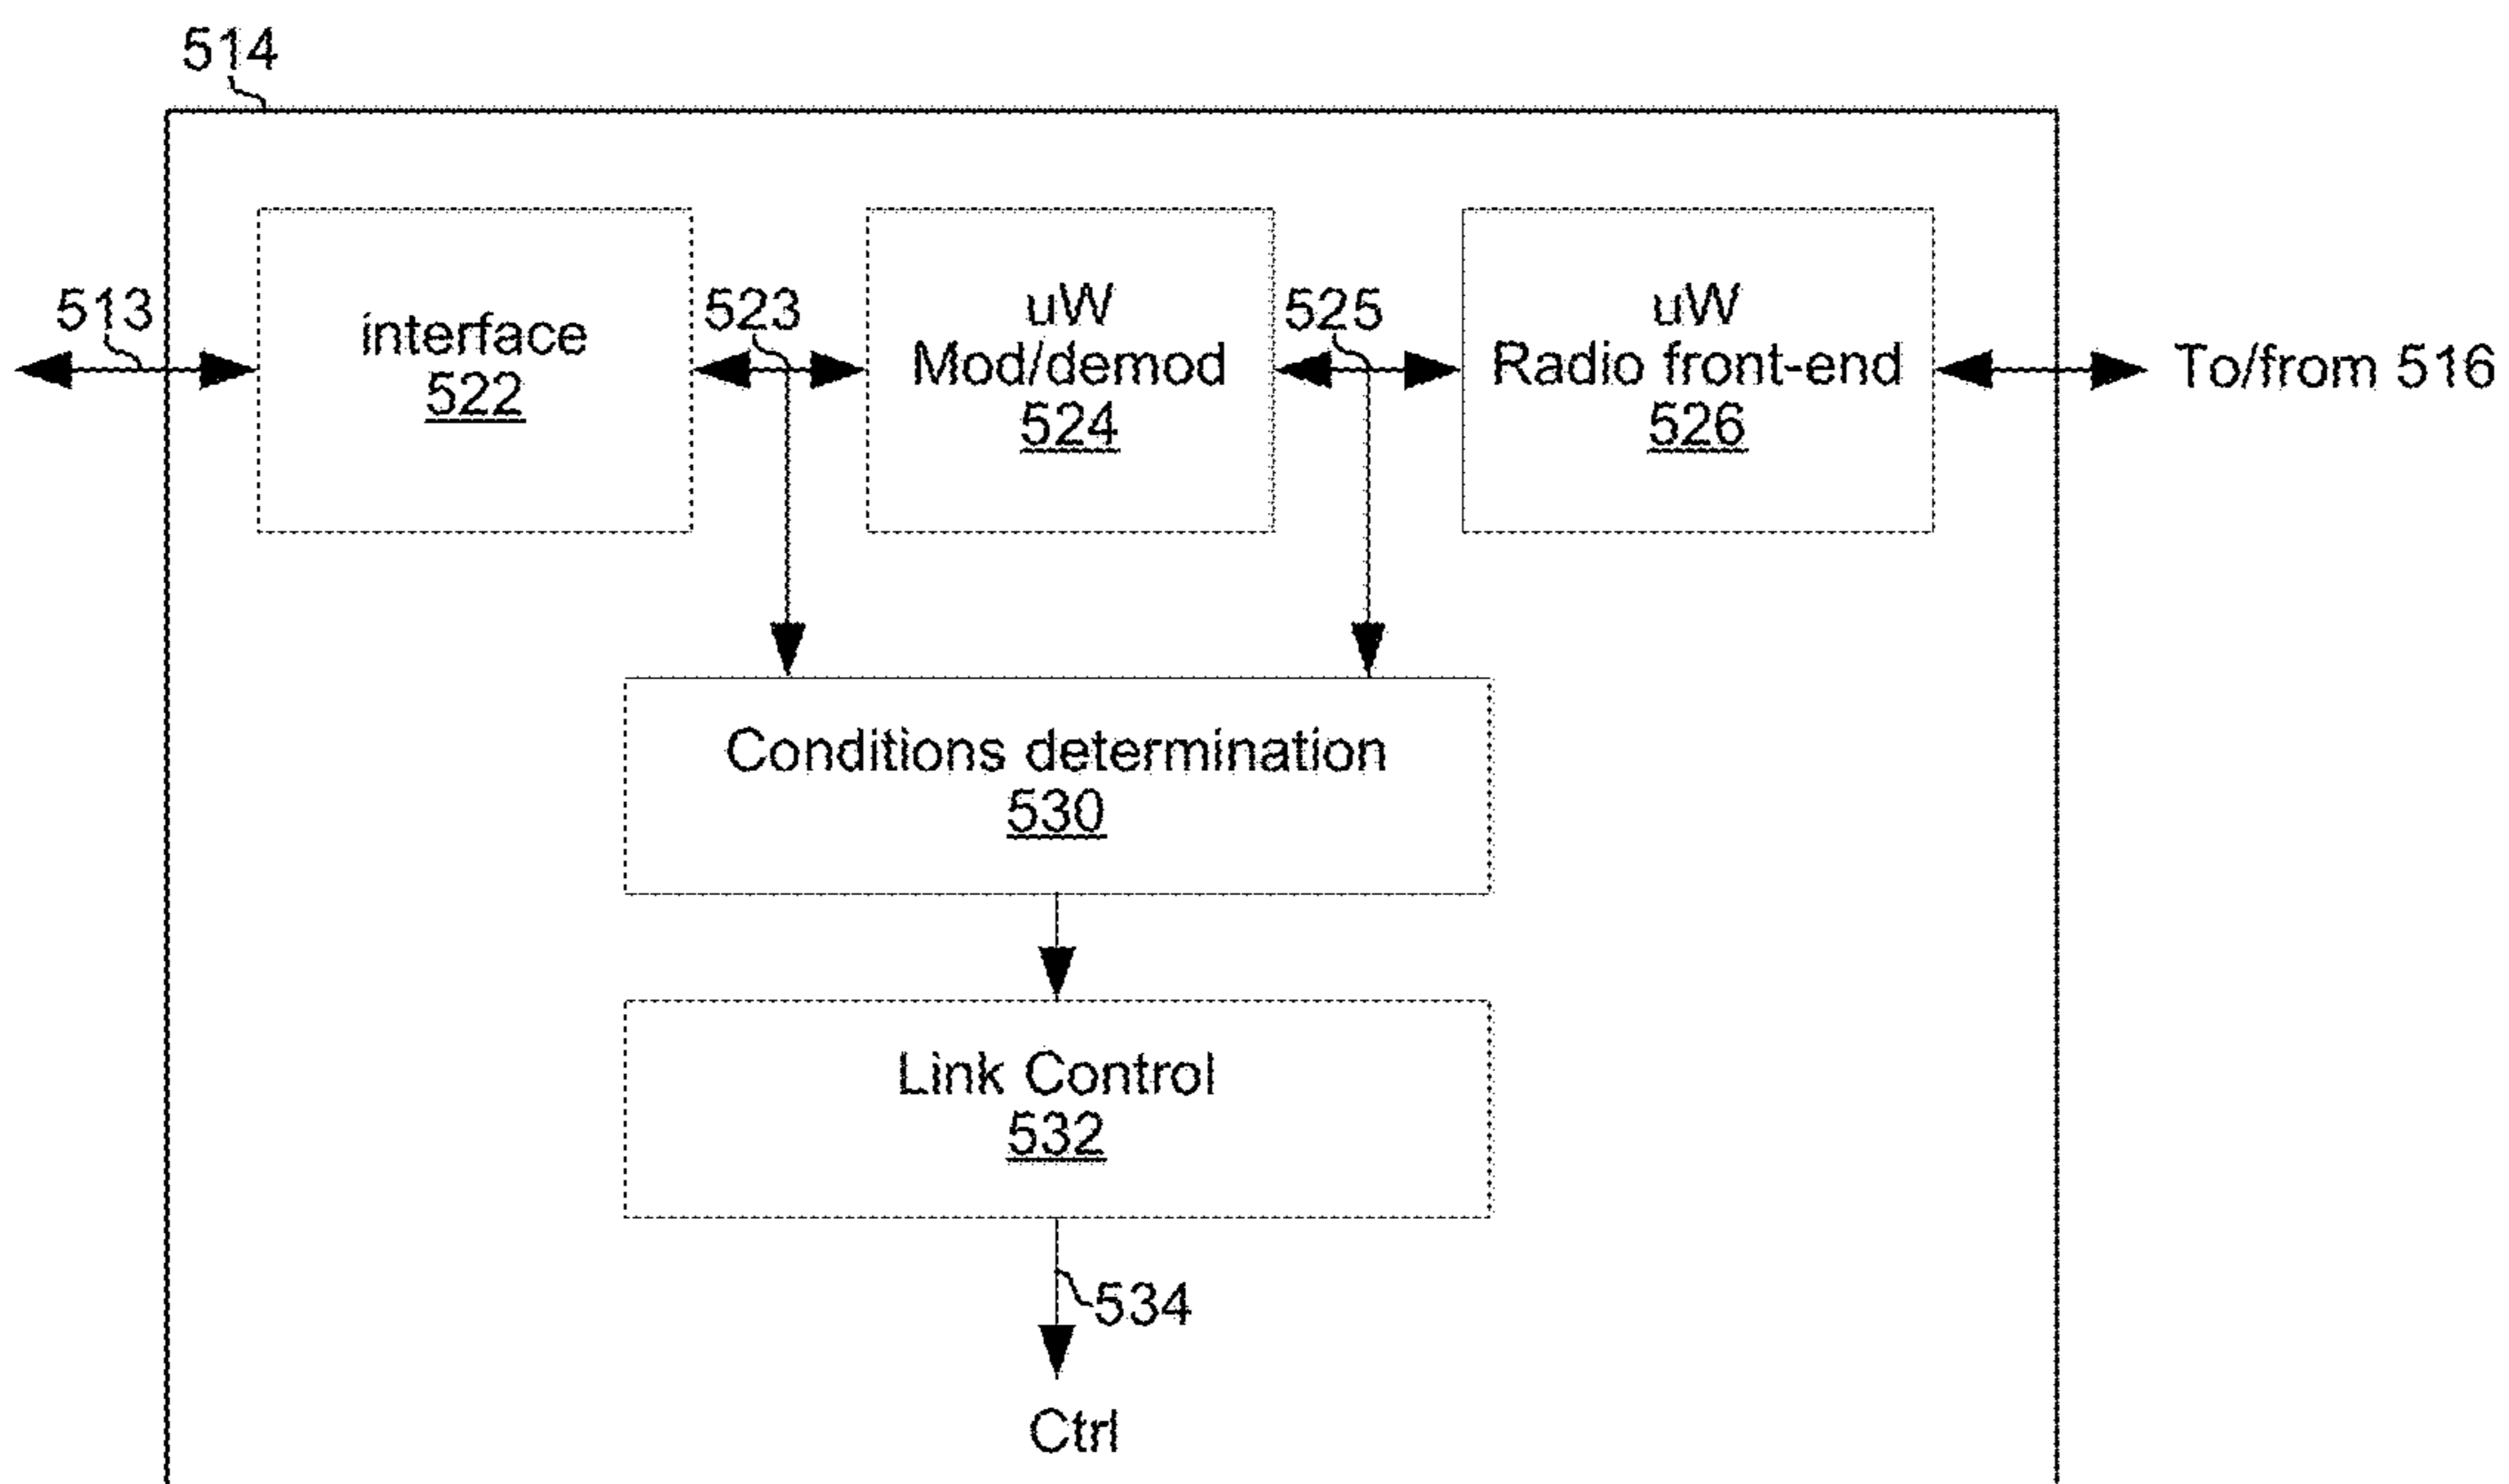 514
513
interface
522
523
uW
Mod/demod
524
525
uW
Radio front-end
526
To/from 516
Conditions determination
530
Link Control
532
534
Ctrl